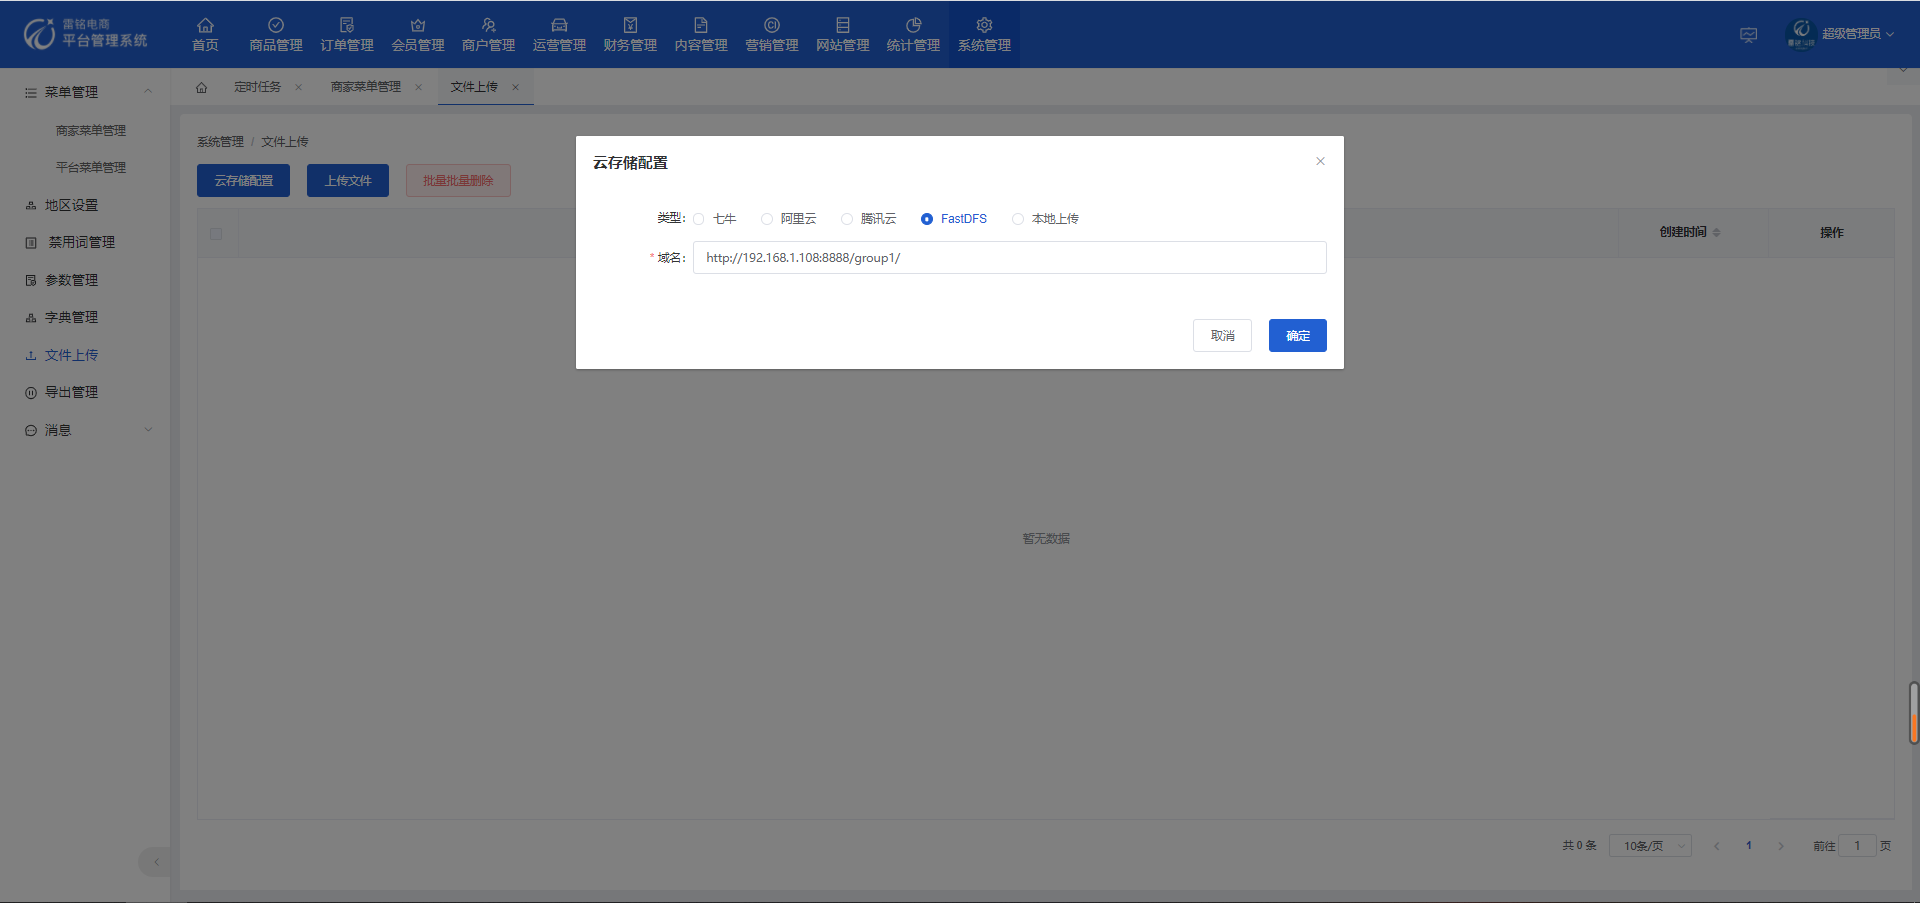 雷铭电商
平台管理系统
首页
商品管理
订单管理
会员管理
商户管理
运营管理
财务管理
内容管理
营销管理
网站管理
统计管理
系统管理
超级管理员
菜单管理
商家菜单管理
平台菜单管理
地区设置
禁用词管理
参数管理
字典管理
文件上传
导出管理
消息
定时任务
商家菜单管理
文件上传
系统管理 / 文件上传
云存储配置
上传文件
批量批量删除
创建时间
操作
云存储配置
类型:
七牛
阿里云
腾讯云
FastDFS
本地上传
* 域名:
http://192.168.1.108:8888/group1/
取消
确定
暂无数据
共 0 条
10条/页
1
前往
1
页